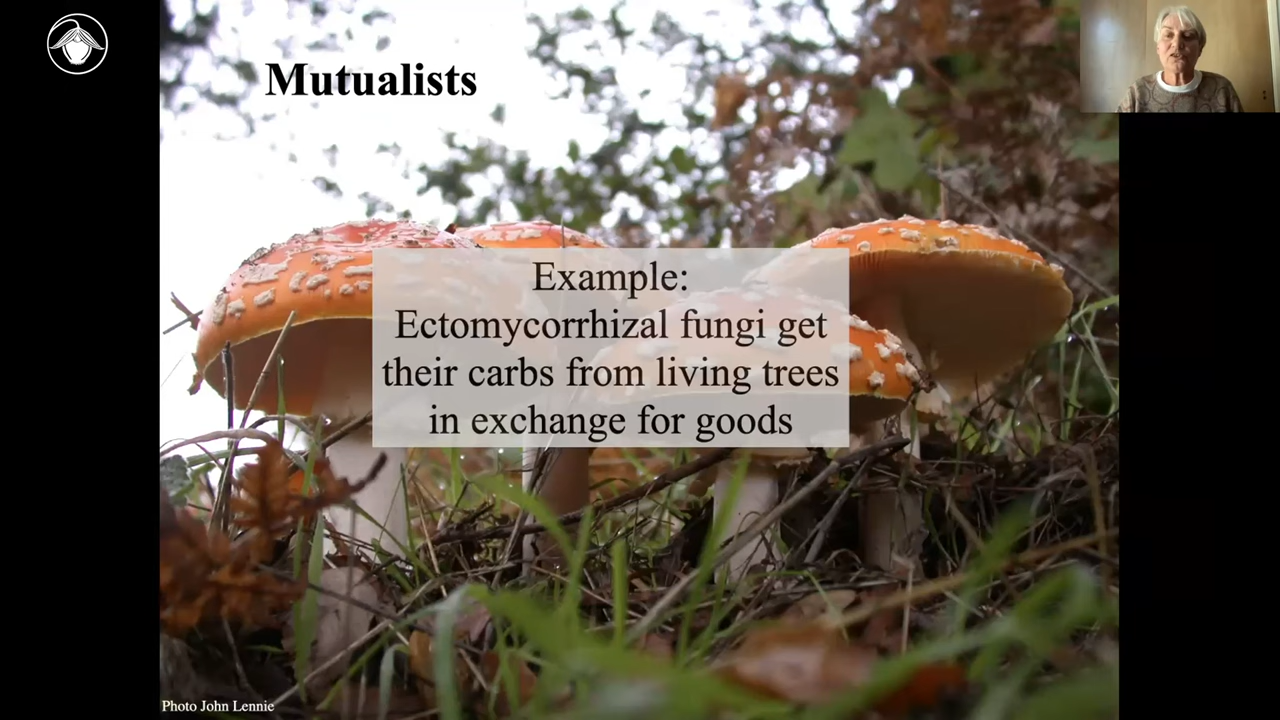 Mutualists
Example:
Ectomycorrhizal fungi get
their carbs from living trees
in exchange for goods
Photo John Lennie